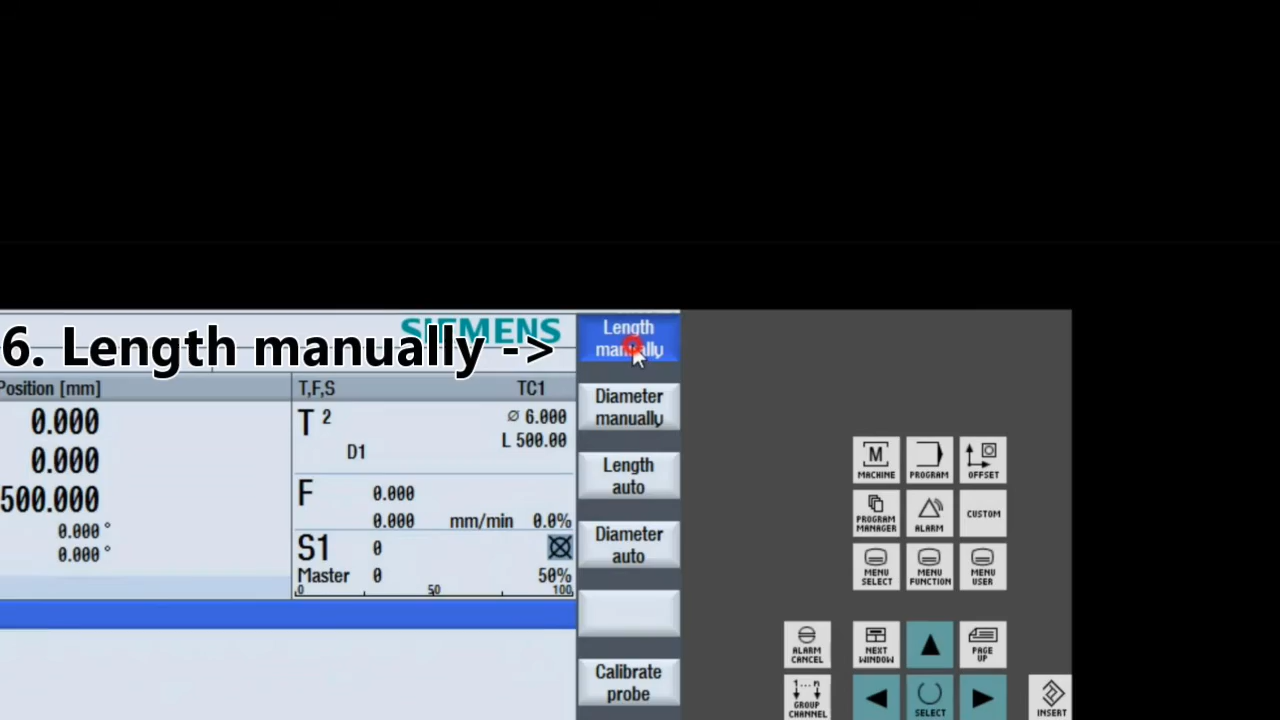 SIEMENS
6. Length manually ->
Length
manually
Position [mm]
T,F,S
TC1
0.000
T 2
⌀ 6.000
L 500.00
D1
0.000
500.000
F
0.000
0.000 °
0.000
mm/min
0.0%
0.000 °
S1
0
Master
0
50%
0
50
100
Diameter
manually
Length
auto
Diameter
auto
Calibrate
probe
M
MACHINE
PROGRAM
OFFSET
PROGRAM
MANAGER
ALARM
CUSTOM
MENU
SELECT
MENU
FUNCTION
MENU
USER
ALARM
CANCEL
NEXT
WINDOW
PAGE
UP
1...n
GROUP
CHANNEL
SELECT
INSERT